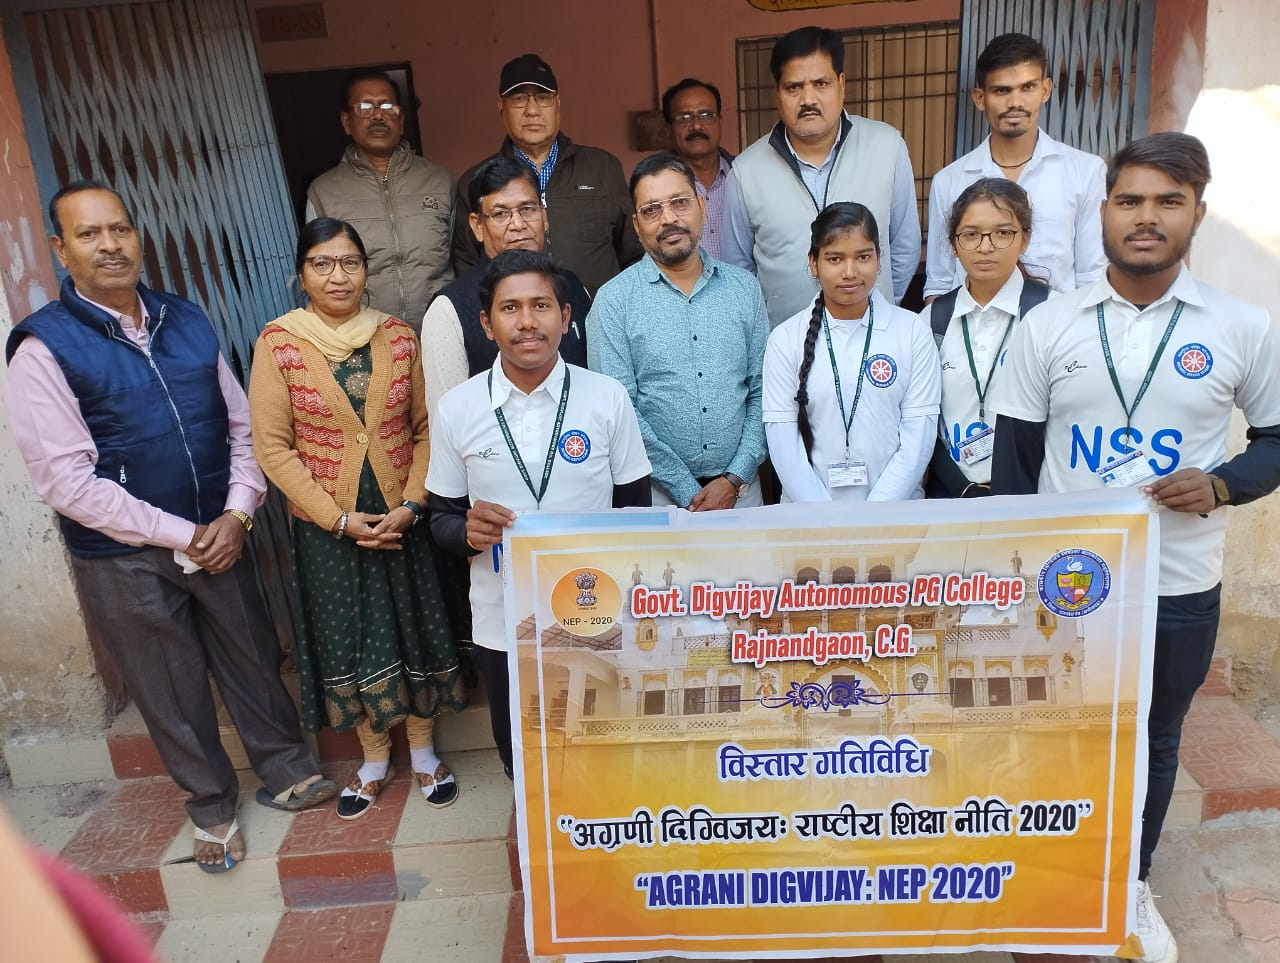 NEP - 2020
Govt. Digvijay Autonomous PG College
Rajnandgaon, C.G.
विस्तार गतिविधि
“अग्रणी दिग्विजयः राष्टीय शिक्षा नीति 2020”
“AGRANI DIGVIJAY: NEP 2020”
NSS